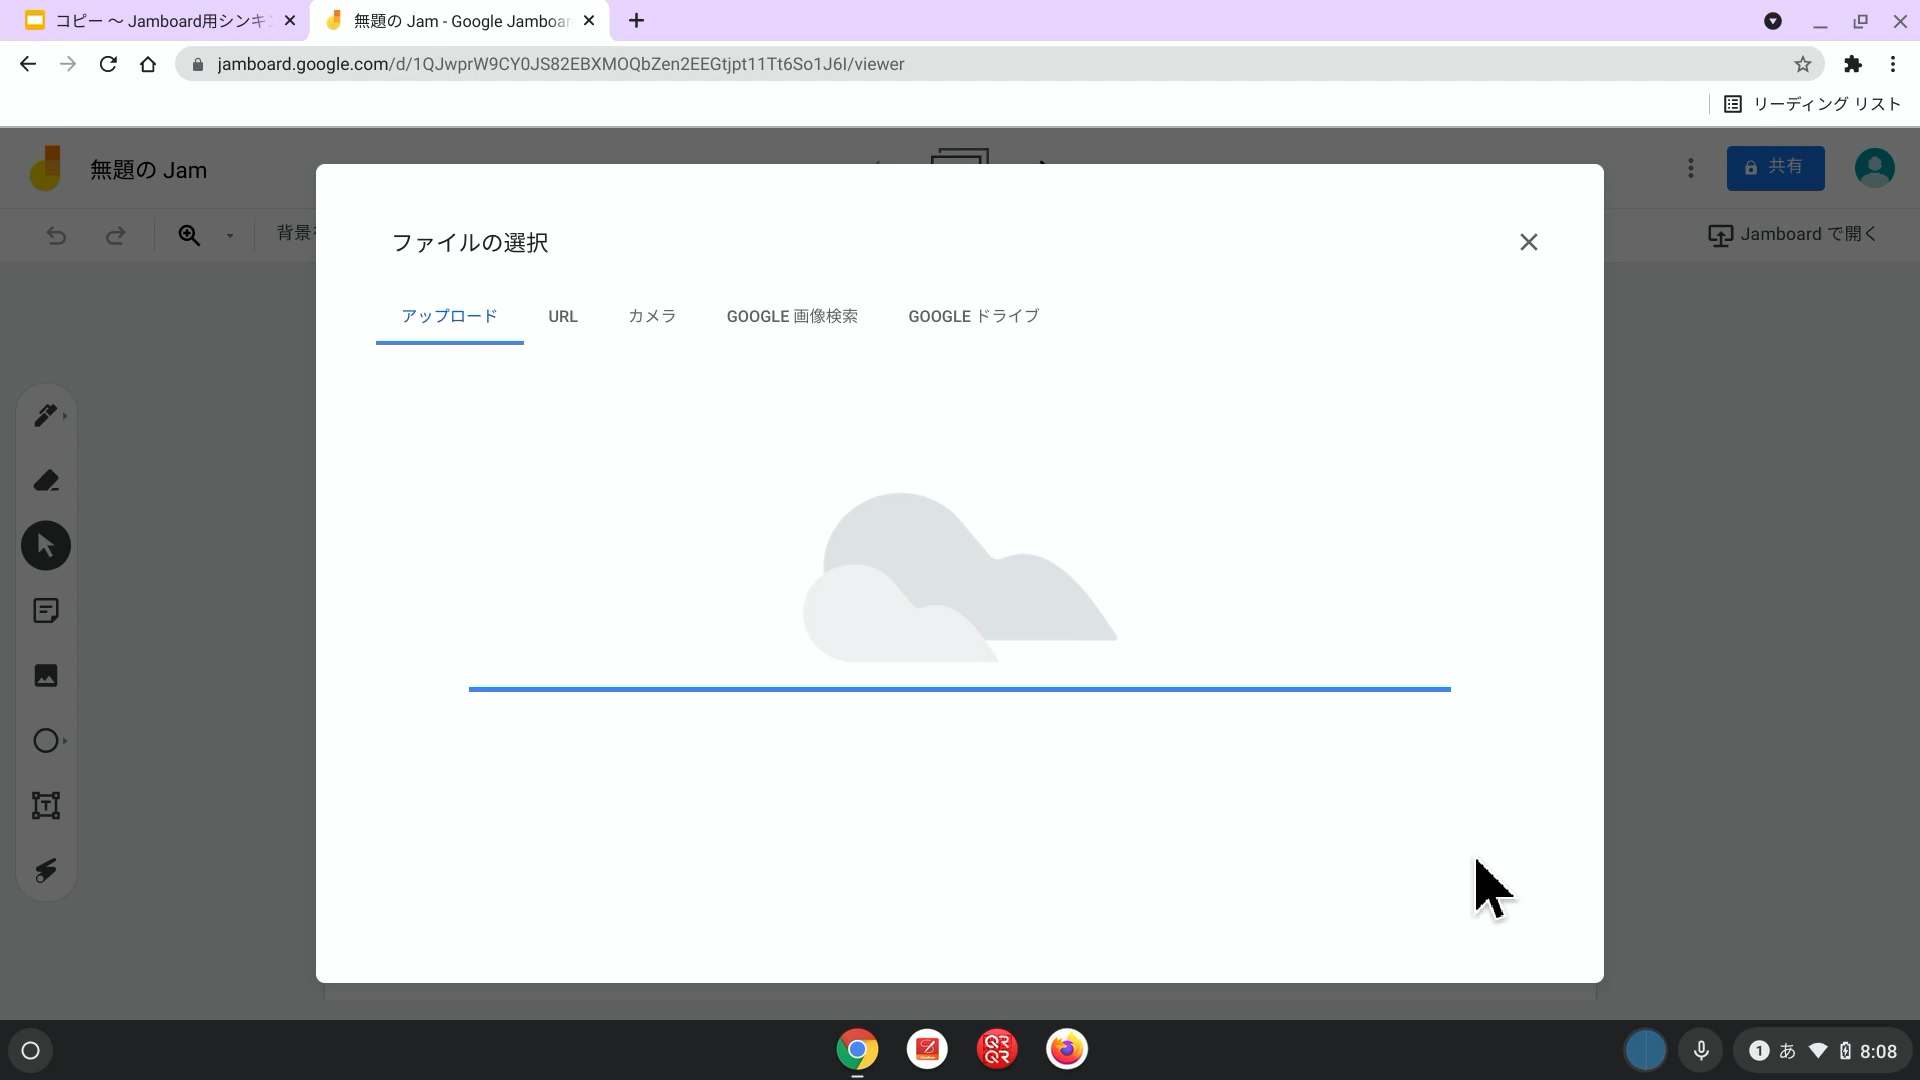 コピー 〜 Jamboard用シンキ
無題の Jam - Google Jamboar
jamboard.google.com/d/1QJwprW9CY0JS82EBXMOQbZen2EEGtjpt11Tt6So1J6I/viewer
リーディング リスト
無題の Jam
共有
背景
Jamboard で開く
ファイルの選択
アップロード URL カメラ GOOGLE 画像検索 GOOGLE ドライブ
QR
QR
1 あ 8:08